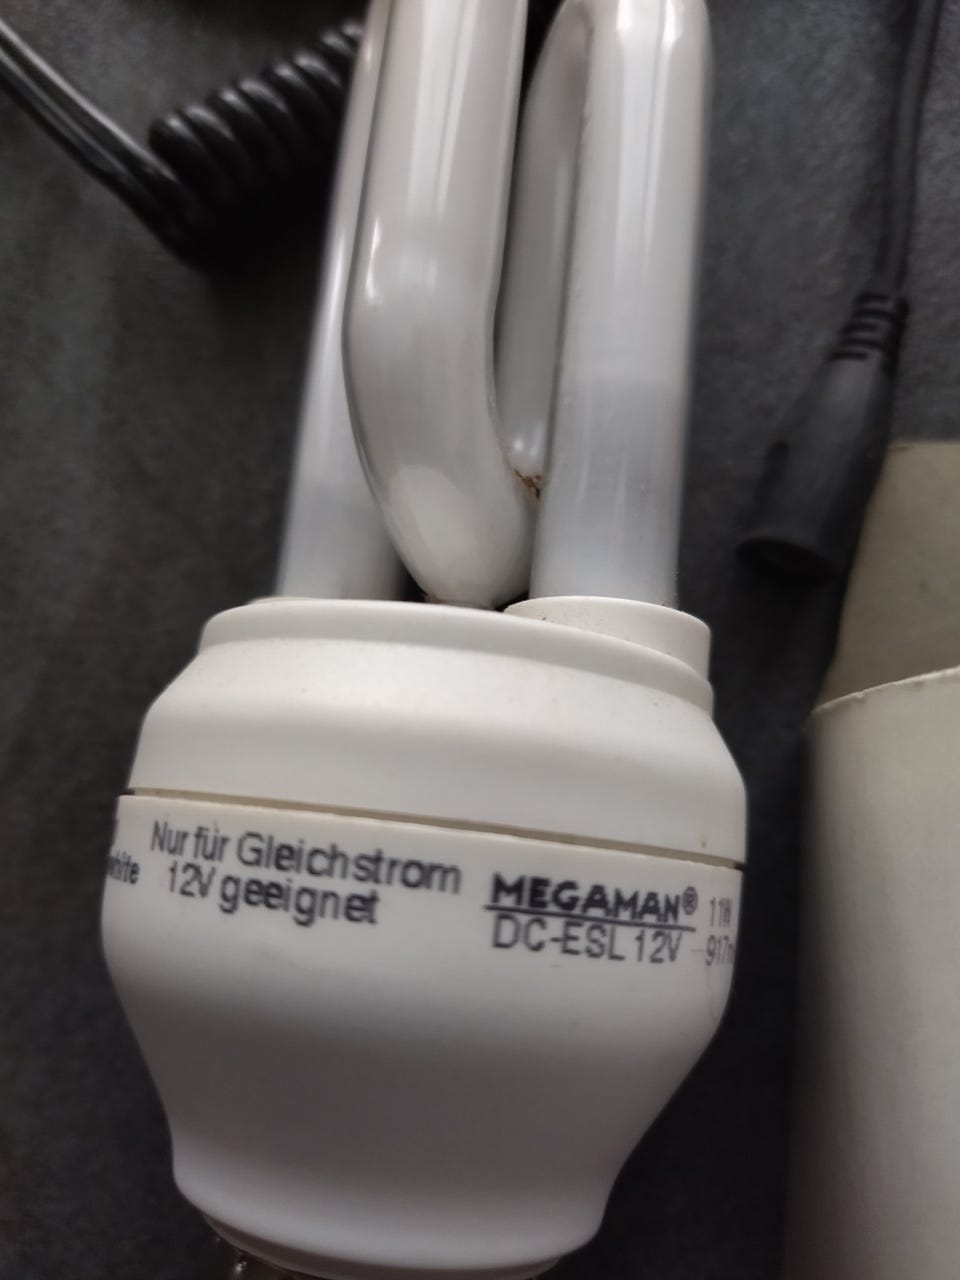 Nur für Gleichstrom
12V geeignet
MEGAMAN® 11W
DC-ESL 12V